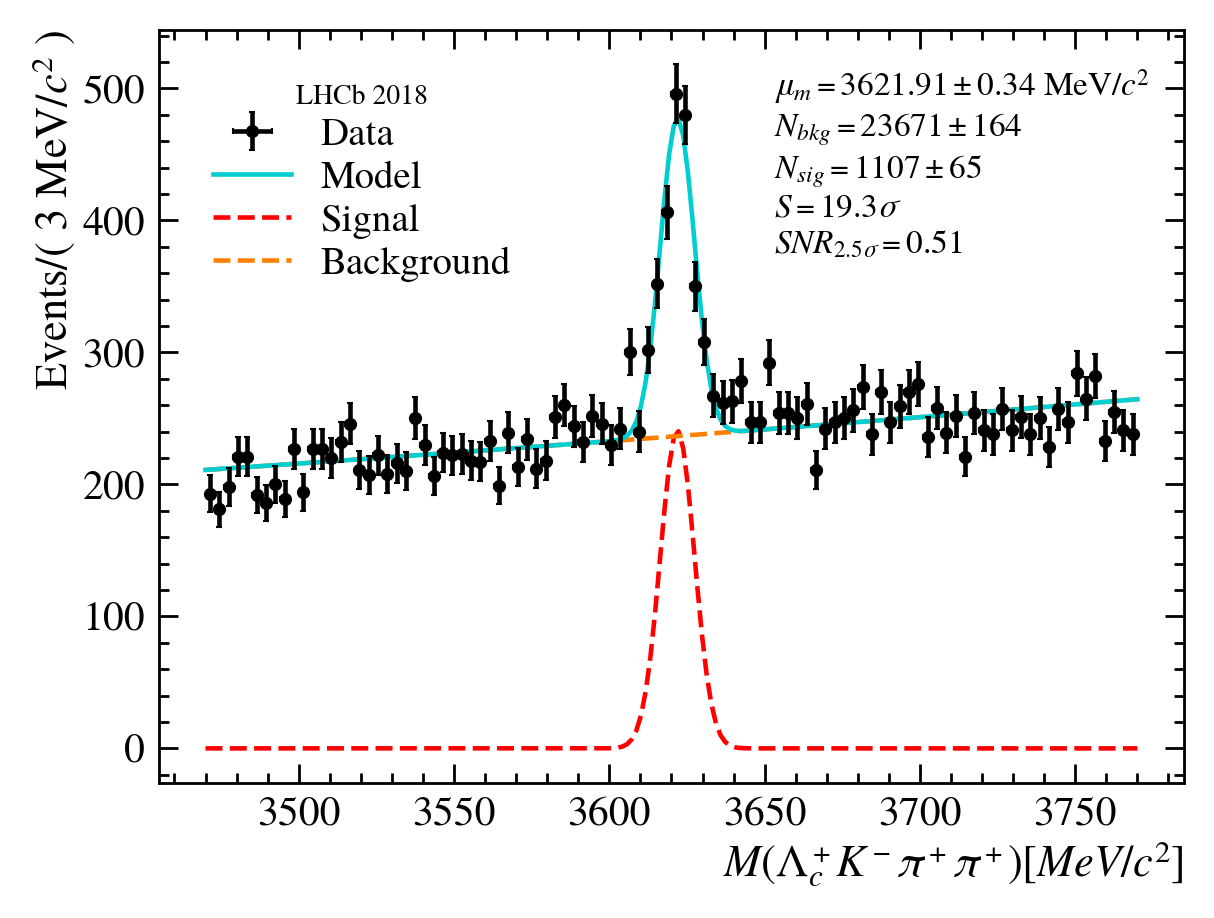 Events/( 3 MeV/c² )
500
400
300
200
100
0
LHCb 2018
Data
Model
Signal
Background
μₘ = 3621.91 ± 0.34 MeV/c²
N_bkg = 23671 ± 164
N_sig = 1107 ± 65
S = 19.3σ
SNR_2.5σ = 0.51
3500 3550 3600 3650 3700 3750
M(Λ_c⁺K⁻π⁺π⁺)[MeV/c²]